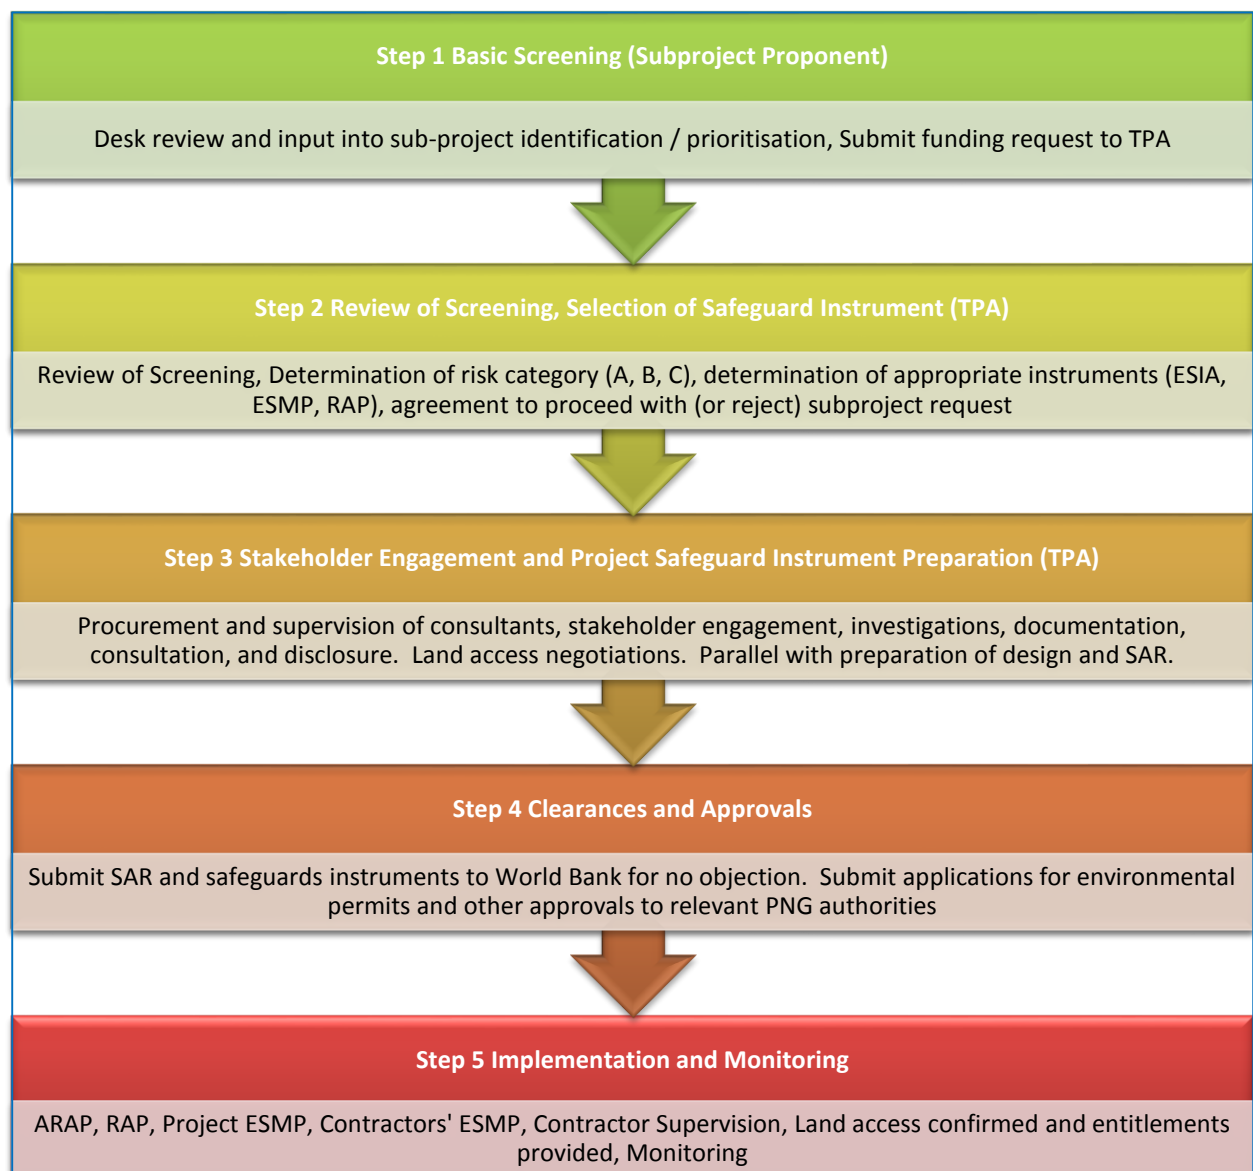 Step 1 Basic Screening (Subproject Proponent)
Desk review and input into sub-project identification / prioritisation, Submit funding request to TPA
Step 2 Review of Screening, Selection of Safeguard Instrument (TPA)
Review of Screening, Determination of risk category (A, B, C), determination of appropriate instruments (ESIA,
ESMP, RAP), agreement to proceed with (or reject) subproject request
Step 3 Stakeholder Engagement and Project Safeguard Instrument Preparation (TPA)
Procurement and supervision of consultants, stakeholder engagement, investigations, documentation,
consultation, and disclosure.  Land access negotiations.  Parallel with preparation of design and SAR.
Step 4 Clearances and Approvals
Submit SAR and safeguards instruments to World Bank for no objection.  Submit applications for environmental
permits and other approvals to relevant PNG authorities
Step 5 Implementation and Monitoring
ARAP, RAP, Project ESMP, Contractors' ESMP, Contractor Supervision, Land access confirmed and entitlements
provided, Monitoring